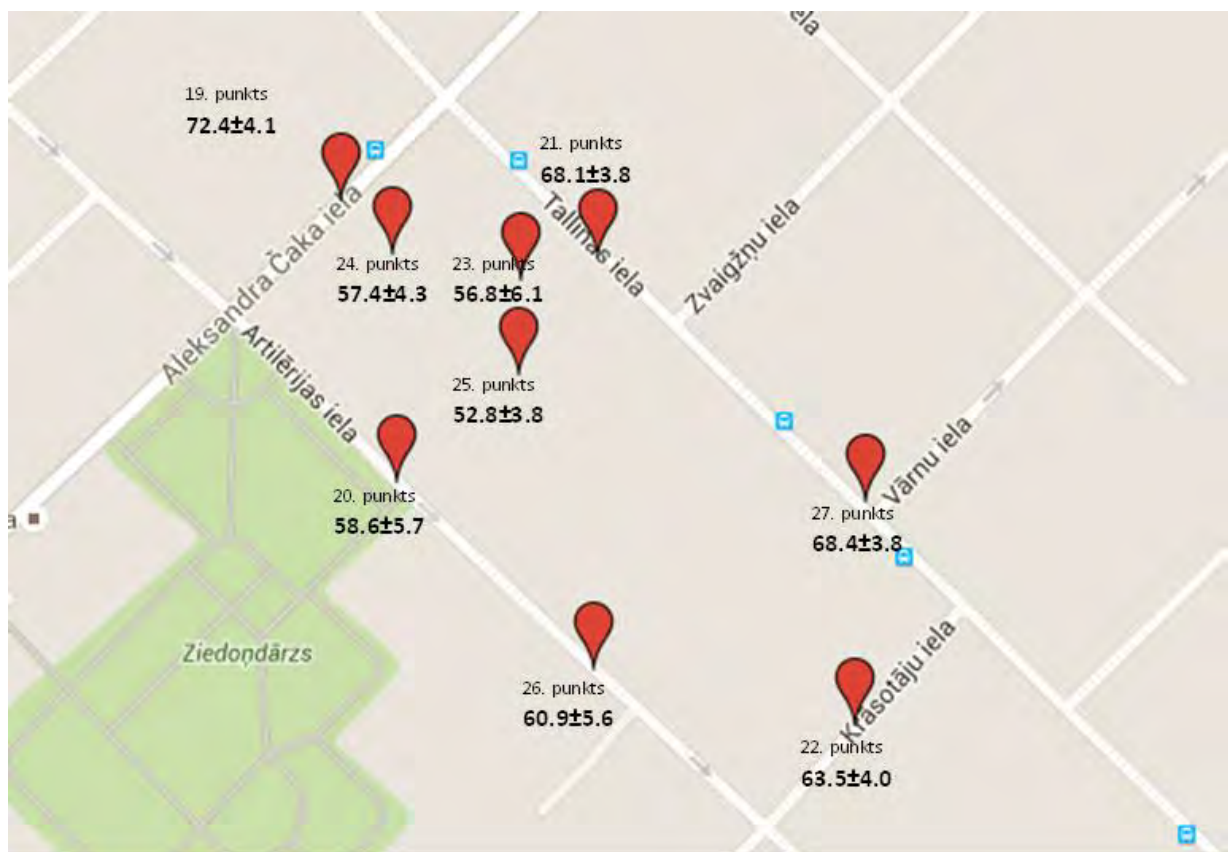 iela
19. punkts
72.4±4.1
21. punkts
68.1±3.8
Tallinas iela
Zvaigžņu iela
Aleksandra Čaka iela
24. punkts
57.4±4.3
23. punkts
56.8±6.1
Artilērijas iela
25. punkts
52.8±3.8
Vārnu iela
20. punkts
58.6±5.7
27. punkts
68.4±3.8
a
Ziedoņdārzs
Krāsotāju iela
26. punkts
60.9±5.6
22. punkts
63.5±4.0